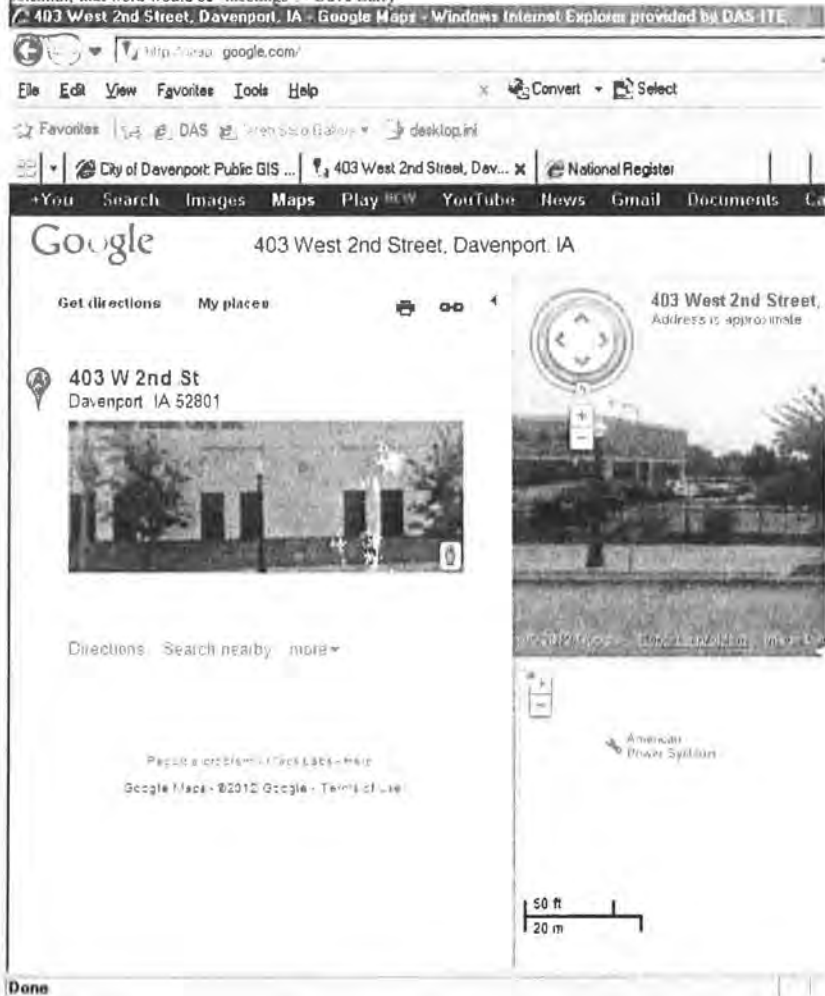 403 West 2nd Street, Davenport, IA - Google Maps - Windows Internet Explorer provided by DAS-ITE
google.com/
File Edit View Favorites Tools Help x Convert Select
Favorites DAS desktop.ini
City of Davenport: Public GIS ... 403 West 2nd Street, Dav... x National Register
+You Search Images Maps Play NEW YouTube News Gmail Documents Ca
Google 403 West 2nd Street, Davenport, IA
Get directions My places
403 West 2nd Street,
Address is approximate
A 403 W 2nd St
Davenport, IA 52801
Directions Search nearby more
American
Power Systems
Google Maps - ©2012 Google - Terms of Use
50 ft
20 m
Done